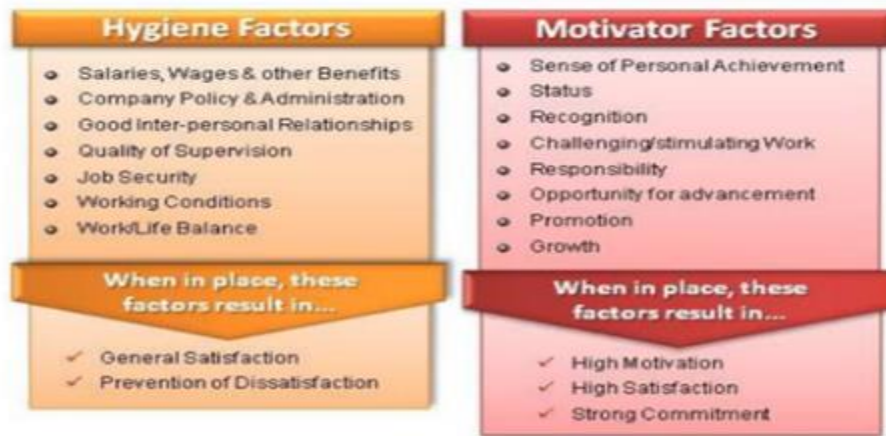 Hygiene Factors
Salaries, Wages & other Benefits
Company Policy & Administration
Good Inter-personal Relationships
Quality of Supervision
Job Security
Working Conditions
Work/Life Balance
When in place, these
factors result in...
General Satisfaction
Prevention of Dissatisfaction
Motivator Factors
Sense of Personal Achievement
Status
Recognition
Challenging/stimulating Work
Responsibility
Opportunity for advancement
Promotion
Growth
When in place, these
factors result in...
High Motivation
High Satisfaction
Strong Commitment